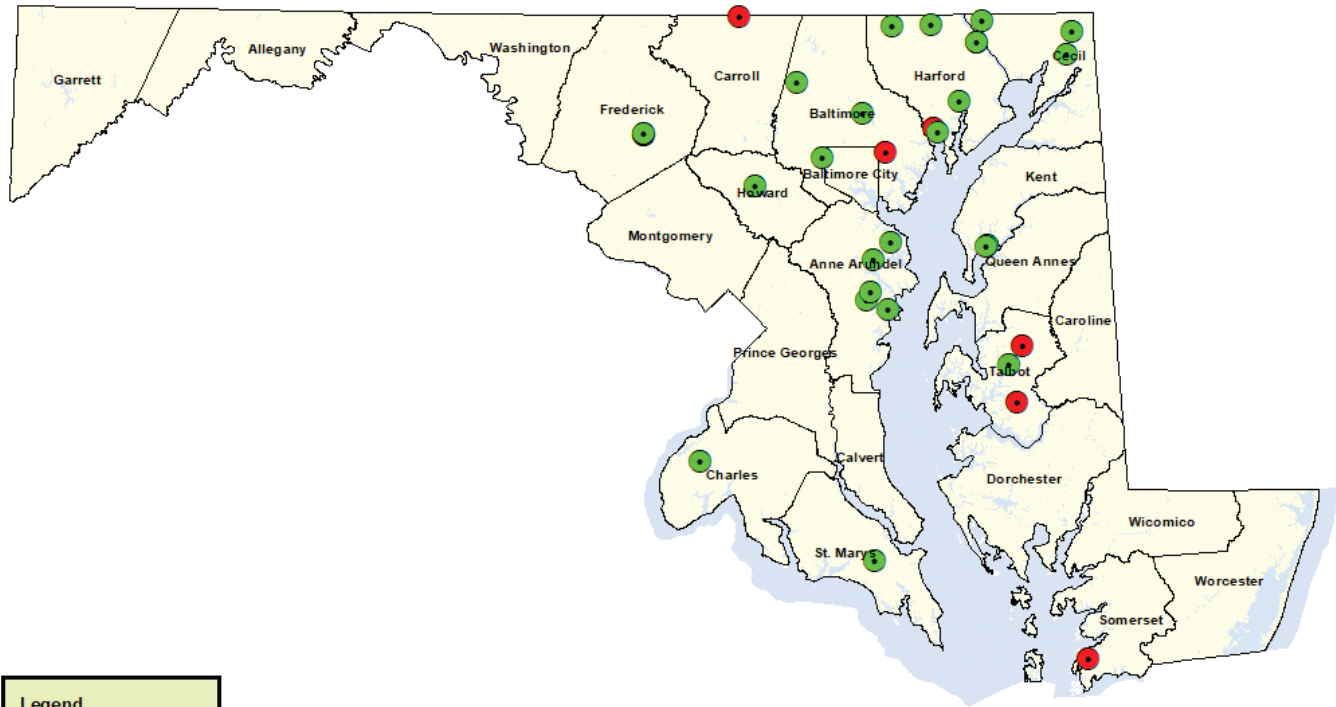 Allegany
Washington
Garrett
Carroll
Harford
Cecil
Frederick
Baltimore
Baltimore City
Kent
Howard
Montgomery
Anne Arundel
Queen Annes
Caroline
Prince Georges
Talbot
Calvert
Charles
Dorchester
Wicomico
St. Marys
Worcester
Somerset
Legend